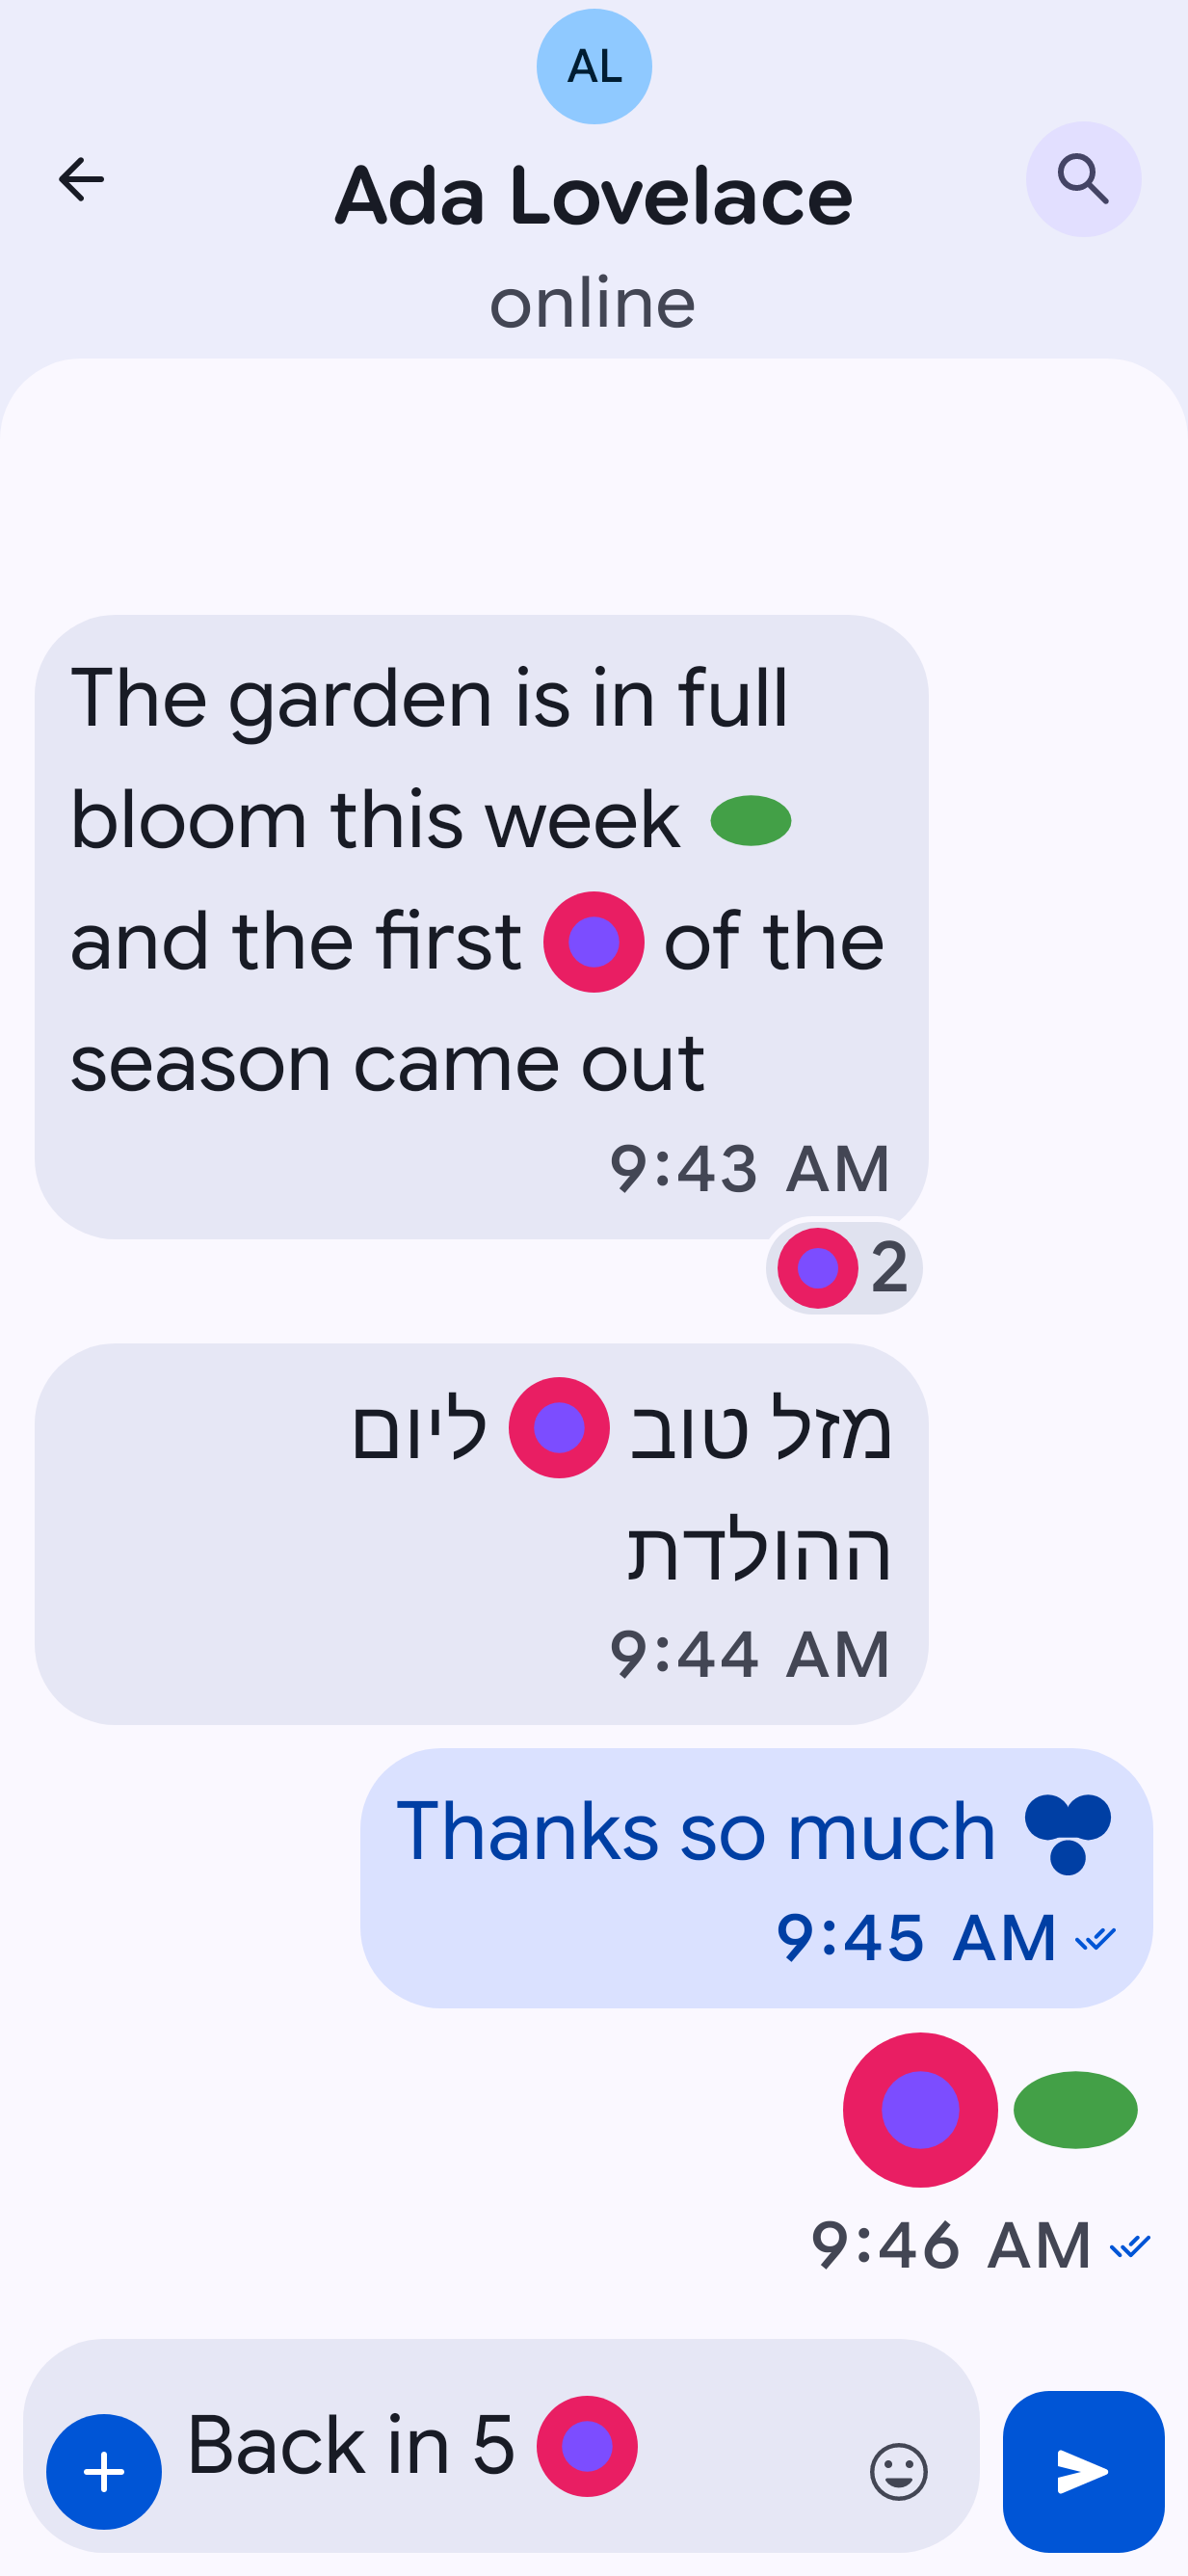 AL
Ada Lovelace
online
The garden is in full
bloom this week
and the first of the
season came out
9:43 AM
2
מזל טוב ליום
ההולדת
9:44 AM
Thanks so much
9:45 AM
9:46 AM
Back in 5